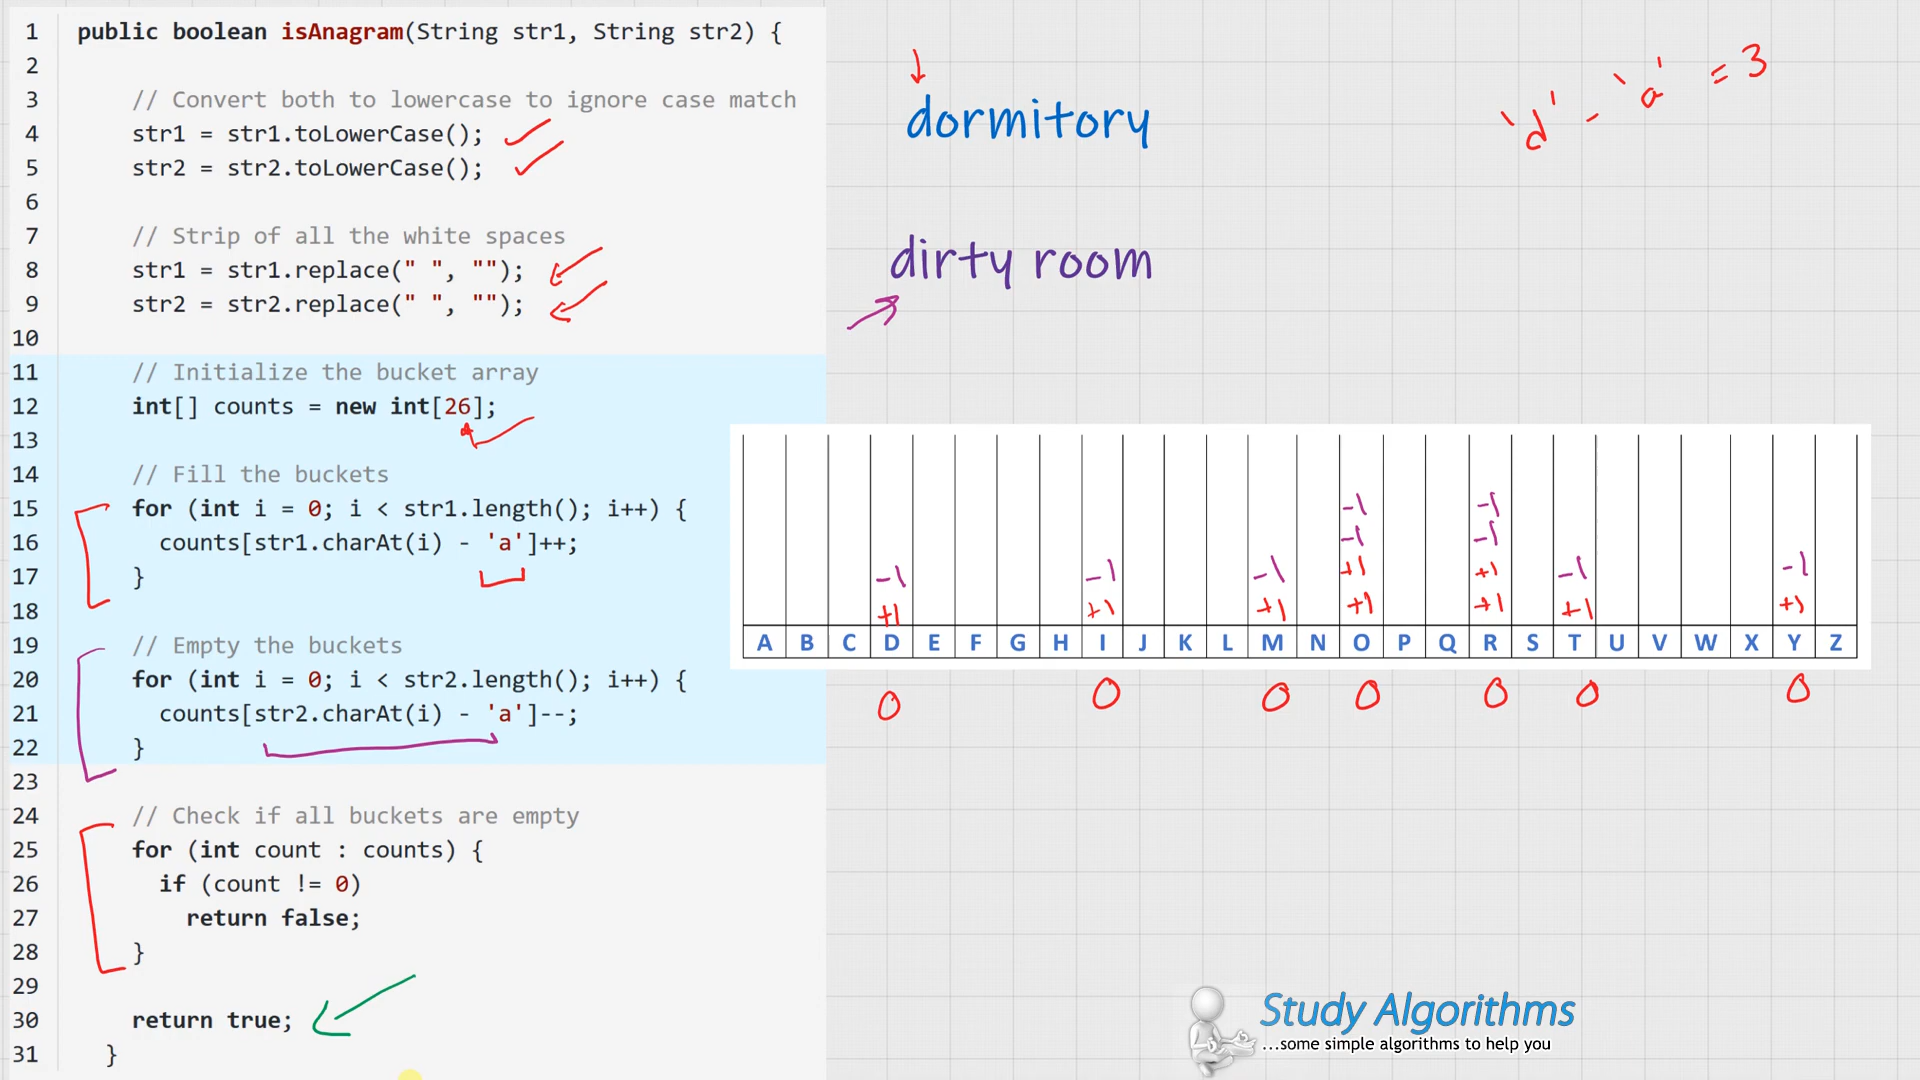 1 public boolean isAnagram(String str1, String str2) {
2
3 // Convert both to lowercase to ignore case match
4 str1 = str1.toLowerCase();
5 str2 = str2.toLowerCase();
6
7 // Strip of all the white spaces
8 str1 = str1.replace(" ", "");
9 str2 = str2.replace(" ", "");
10
11 // Initialize the bucket array
12 int[] counts = new int[26];
13
14 // Fill the buckets
15 for (int i = 0; i < str1.length(); i++) {
16 counts[str1.charAt(i) - 'a']++;
17 }
18
19 // Empty the buckets
20 for (int i = 0; i < str2.length(); i++) {
21 counts[str2.charAt(i) - 'a']--;
22 }
23
24 // Check if all buckets are empty
25 for (int count : counts) {
26 if (count != 0)
27 return false;
28 }
29
30 return true;
31 }
dormitory
'd' - 'a' = 3
dirty room
-1 -1
-1 -1
-1 -1 -1 +1 +1 -1 -1
+1 +1 +1 +1 +1 +1 +1
A B C D E F G H I J K L M N O P Q R S T U V W X Y Z
0 0 0 0 0 0 0
Study Algorithms
...some simple algorithms to help you